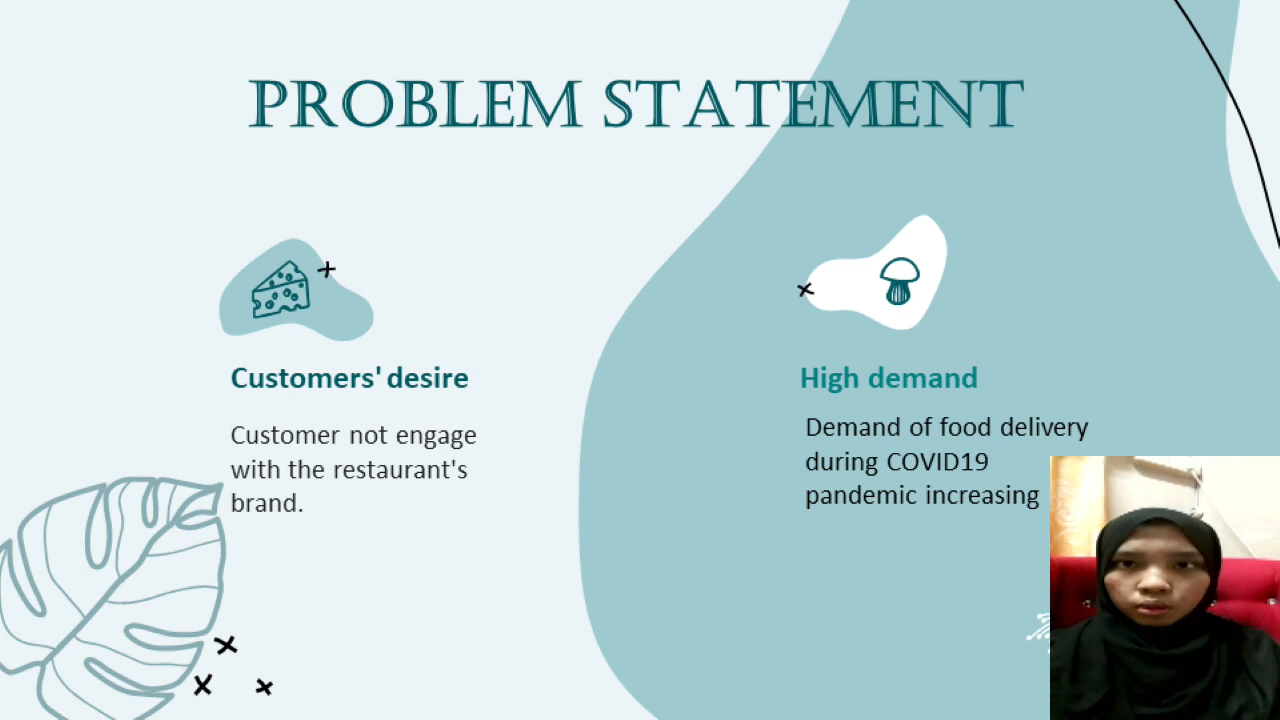 PROBLEM STATEMENT
Customers' desire
Customer not engage
with the restaurant's
brand.
High demand
Demand of food delivery
during COVID19
pandemic increasing